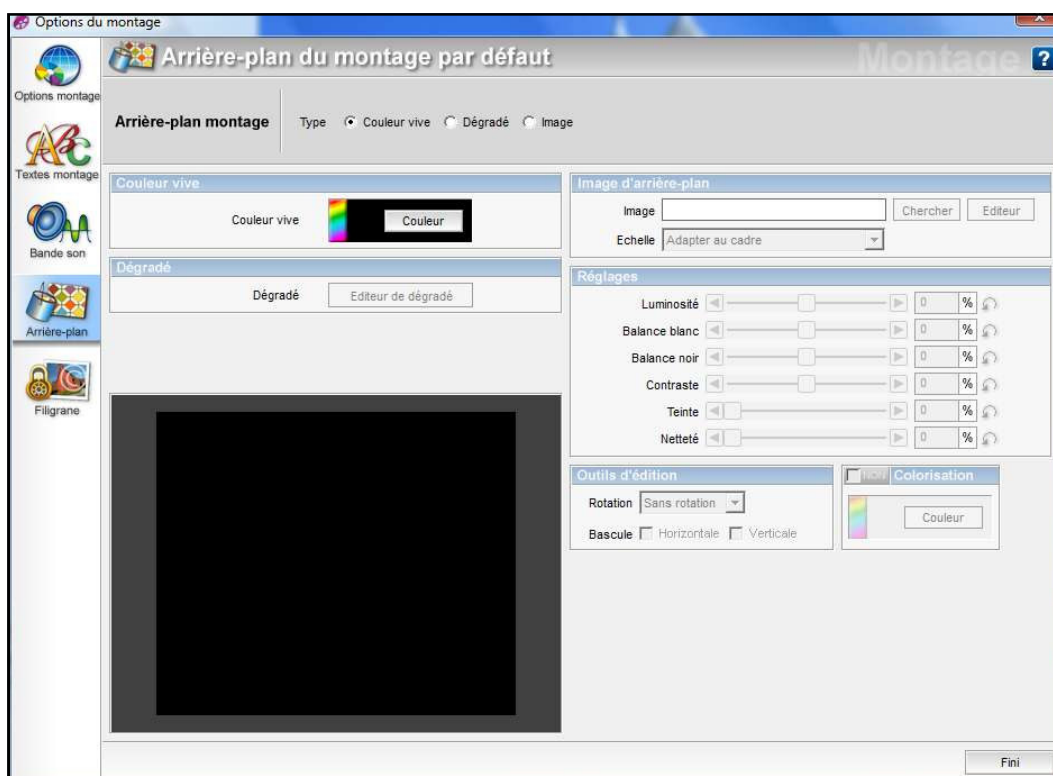 Options du montage
Arrière-plan du montage par défaut
Montage
?
Options montage
Textes montage
Bande son
Arrière-plan
Filigrane
Arrière-plan montage Type Couleur vive Dégradé Image
Couleur vive
Couleur vive Couleur
Dégradé
Dégradé Editeur de dégradé
Image d'arrière-plan
Image Chercher Editeur
Echelle Adapter au cadre
Réglages
Luminosité 0 %
Balance blanc 0 %
Balance noir 0 %
Contraste 0 %
Teinte 0 %
Netteté 0 %
Outils d'édition
Rotation Sans rotation
Bascule Horizontale Verticale
Colorisation
Couleur
Fini